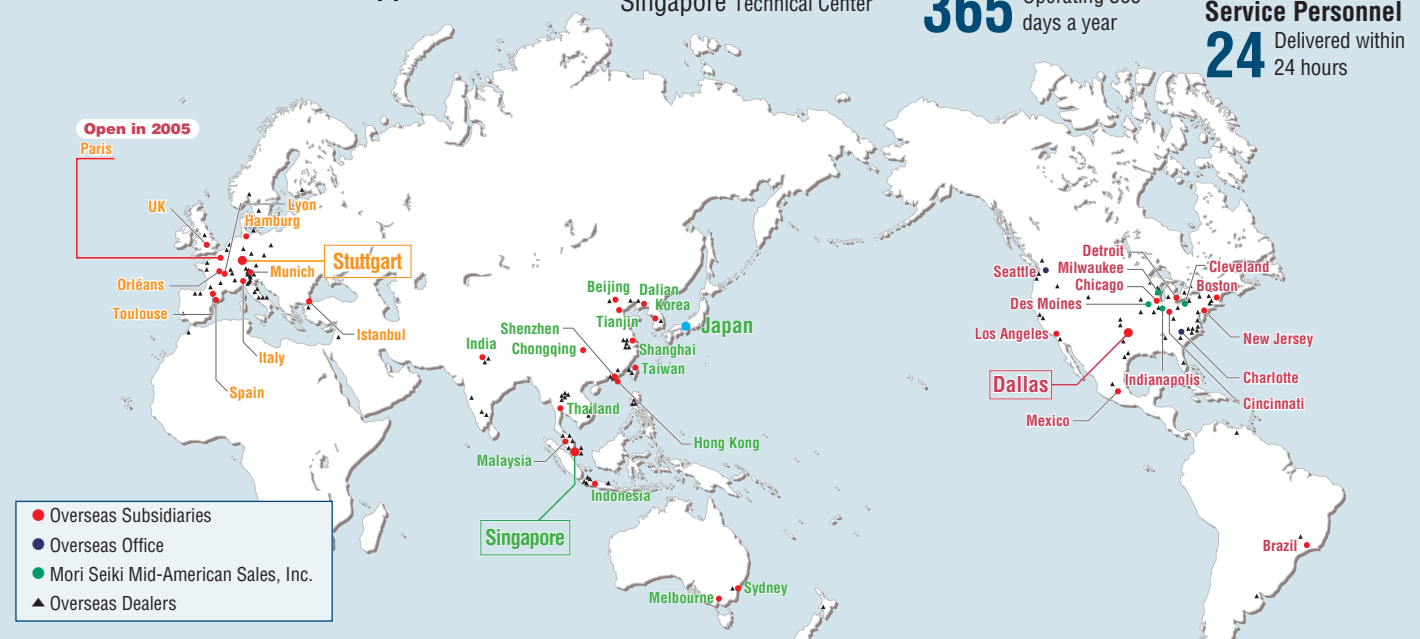 Singapore Technical Center
365
days a year
Service Personnel
24
Delivered within
24 hours
Open in 2005
Paris
UK
Lyon
Hamburg
Stuttgart
Munich
Orléans
Toulouse
Istanbul
Italy
Spain
Beijing
Dalian
Korea
Tianjin
Japan
Shenzhen
Chongqing
India
Shanghai
Taiwan
Thailand
Hong Kong
Malaysia
Indonesia
Singapore
Sydney
Melbourne
Detroit
Seattle
Milwaukee
Cleveland
Chicago
Boston
Des Moines
Los Angeles
New Jersey
Dallas
Indianapolis
Charlotte
Cincinnati
Mexico
Brazil
Overseas Subsidiaries
Overseas Office
Mori Seiki Mid-American Sales, Inc.
Overseas Dealers